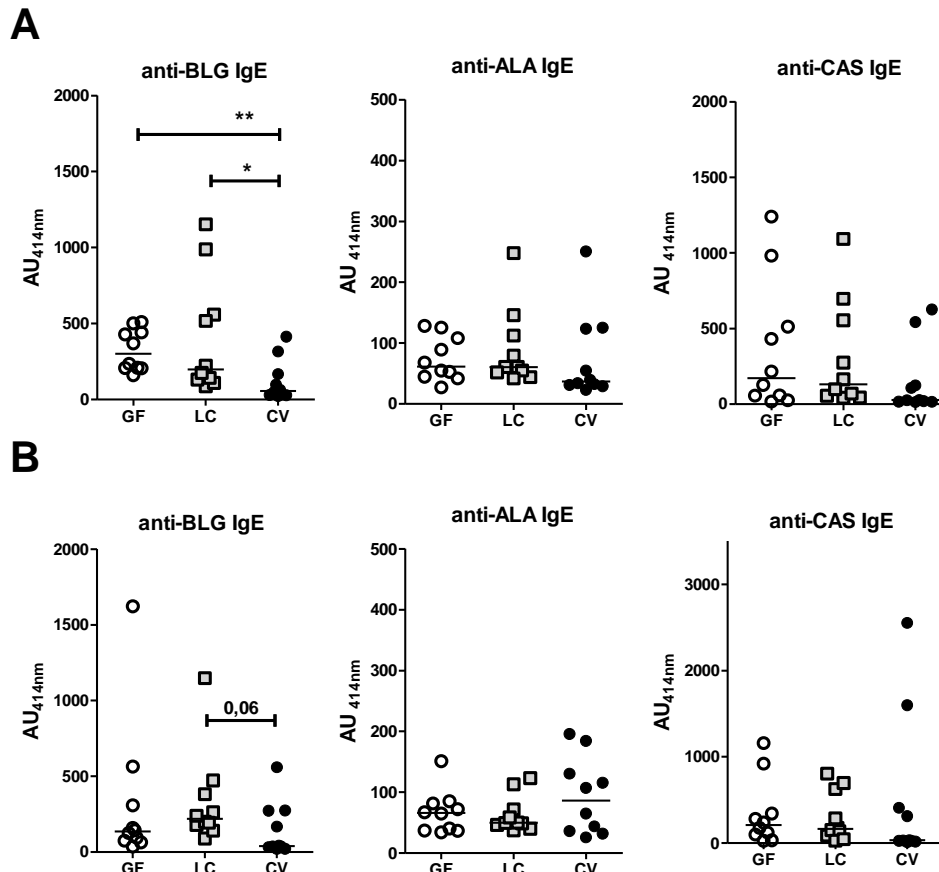 A
anti-BLG IgE
2000
1500
1000
500
0
AU414nm
**
*
GF LC CV
anti-ALA IgE
500
400
300
200
100
0
AU 414nm
GF LC CV
anti-CAS IgE
2000
1500
1000
500
0
AU 414nm
GF LC CV
B
anti-BLG IgE
2000
1500
1000
500
0
AU414nm
0,06
GF LC CV
anti-ALA IgE
500
400
300
200
100
0
AU414nm
GF LC CV
anti-CAS IgE
3000
2000
1000
0
AU414nm
GF LC CV